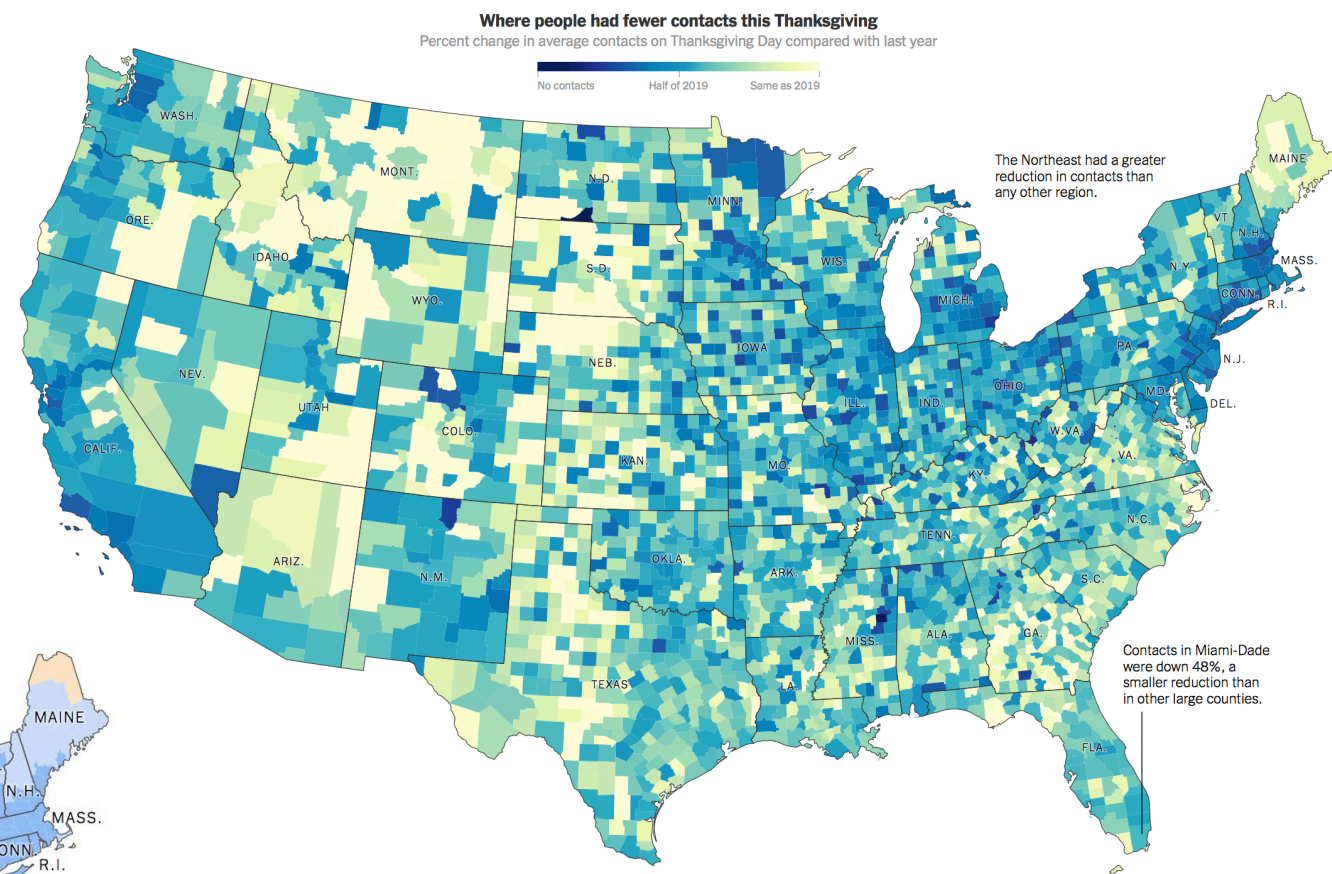 Where people had fewer contacts this Thanksgiving
Percent change in average contacts on Thanksgiving Day compared with last year
No contacts
Half of 2019
Same as 2019
WASH.
MONT.
N.D.
MINN.
The Northeast had a greater
reduction in contacts than
any other region.
MAINE
ORE.
IDAHO
WYO.
S.D.
WIS.
MICH.
N.Y.
VT
N.H.
MASS.
CONN.
R.I.
NEV.
UTAH
COLO.
NEB.
IOWA
ILL.
IND.
OHIO
PA.
N.J.
MD.
DEL.
CALIF.
KAN.
MO.
KY.
W.VA.
VA.
ARIZ.
N.M.
OKLA.
ARK.
TENN.
N.C.
S.C.
TEXAS
LA.
MISS.
ALA.
GA.
Contacts in Miami-Dade
were down 48%, a
smaller reduction than
in other large counties.
FLA.
MAINE
N.H.
MASS.
ONN.
R.I.